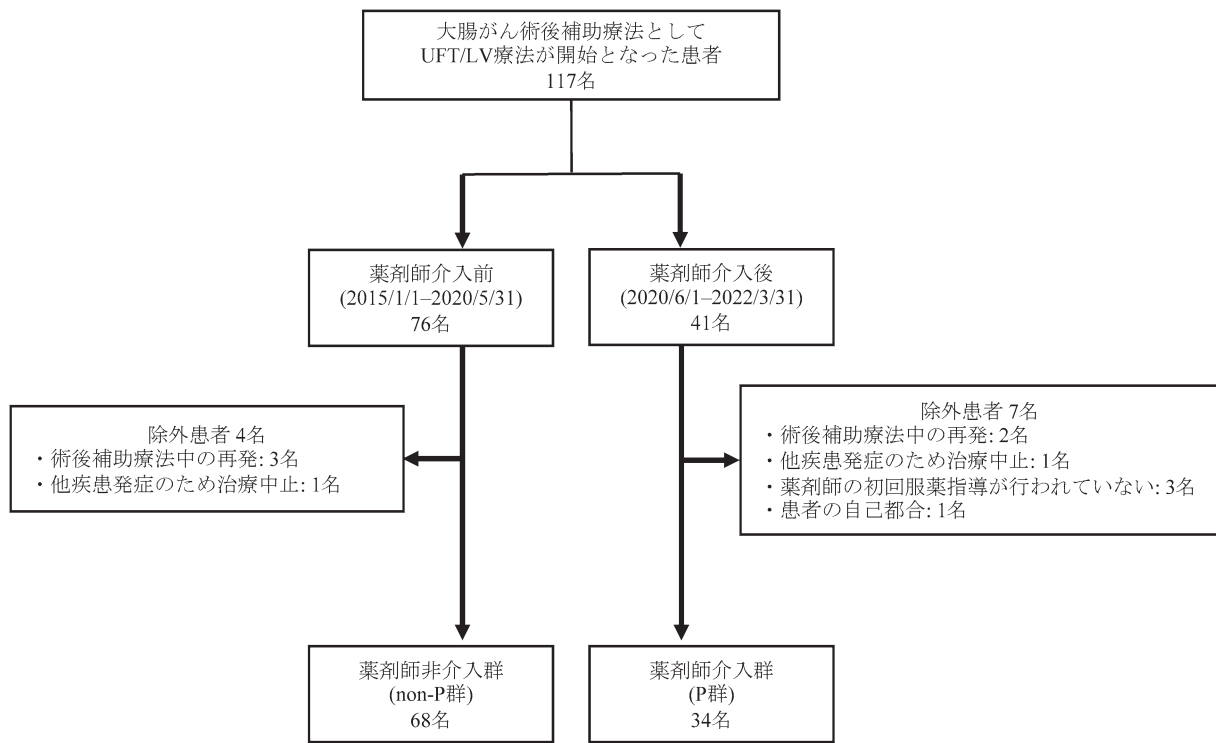 大腸がん術後補助療法として
UFT/LV療法が開始となった患者
117名
薬剤師介入前
(2015/1/1–2020/5/31)
76名
薬剤師介入後
(2020/6/1–2022/3/31)
41名
除外患者 4名
・術後補助療法中の再発: 3名
・他疾患発症のため治療中止: 1名
除外患者 7名
・術後補助療法中の再発: 2名
・他疾患発症のため治療中止: 1名
・薬剤師の初回服薬指導が行われていない: 3名
・患者の自己都合: 1名
薬剤師非介入群
(non-P群)
68名
薬剤師介入群
(P群)
34名